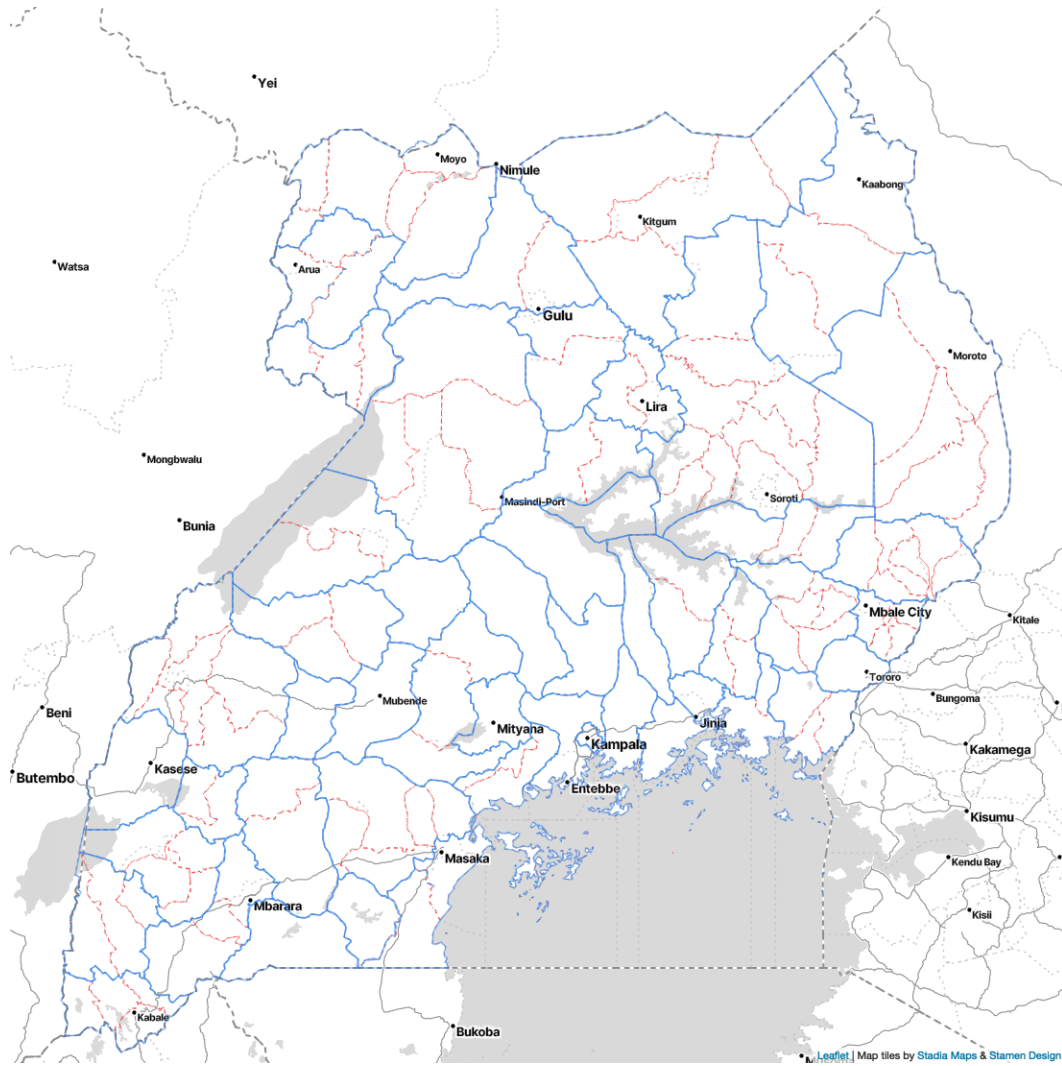 Yei
Moyo
Nimule
Kaabong
Kitgum
Watsa
Arua
Gulu
Moroto
Lira
Mongbwalu
Masindi-Port
Soroti
Bunia
Mbale City
Kitale
Tororo
Mubende
Bungoma
Beni
Mityana
Jinja
Kampala
Kakamega
Kasese
Butembo
Entebbe
Kisumu
Masaka
Kendu Bay
Mbarara
Kisii
Kabale
Bukoba
Leaflet | Map tiles by Stadia Maps & Stamen Design